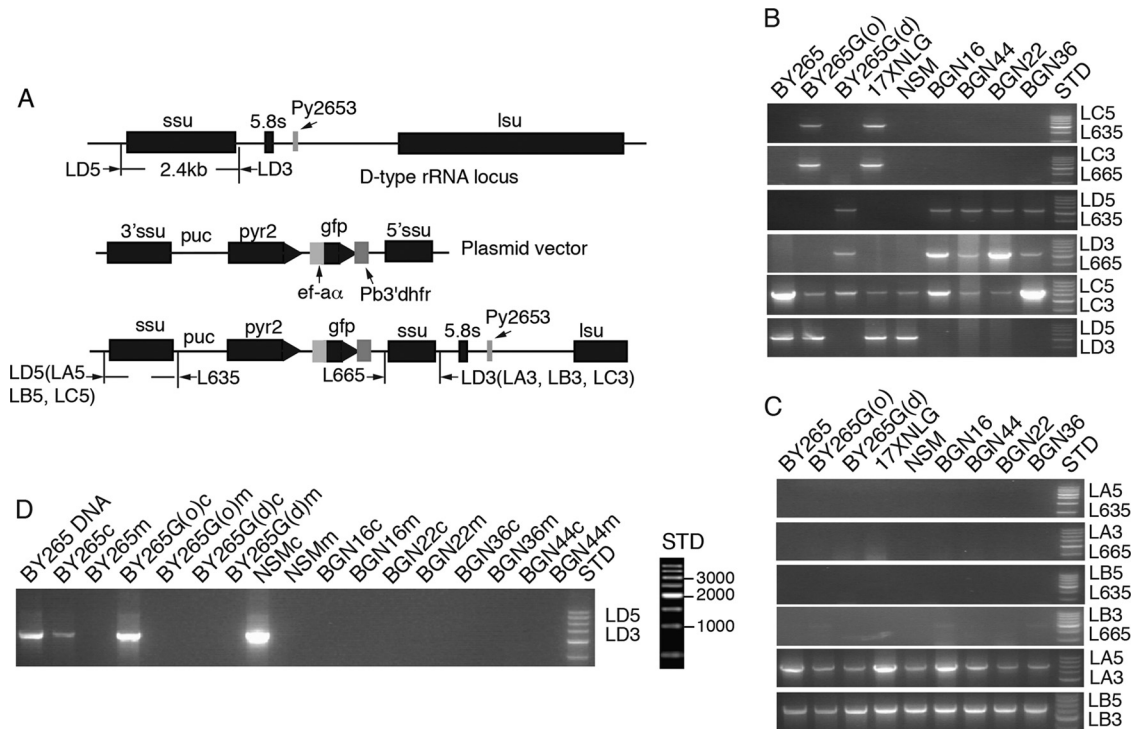 A
ssu
5.8s
Py2653
lsu
LD5
2.4kb
LD3
D-type rRNA locus
3'ssu
puc
pyr2
gfp
5'ssu
Plasmid vector
ef-aα
Pb3'dhfr
ssu
puc
pyr2
gfp
ssu
5.8s
Py2653
lsu
LD5(LA5
LB5, LC5)
L635
L665
LD3(LA3, LB3, LC3)
B
BY265
BY265G(o)
BY265G(d)
17XNLG
NSM
BGN16
BGN44
BGN22
BGN36
STD
LC5
L635
LC3
L665
LD5
L635
LD3
L665
LC5
LC3
LD5
LD3
C
BY265
BY265G(o)
BY265G(d)
17XNLG
NSM
BGN16
BGN44
BGN22
BGN36
STD
LA5
L635
LA3
L665
LB5
L635
LB3
L665
LA5
LA3
LB5
LB3
D
BY265 DNA
BY265c
BY265m
BY265G(o)c
BY265G(o)m
BY265G(d)c
BY265G(d)m
NSMc
NSMm
BGN16c
BGN16m
BGN22c
BGN22m
BGN36c
BGN36m
BGN44c
BGN44m
STD
LD5
LD3
STD
3000
2000
1000